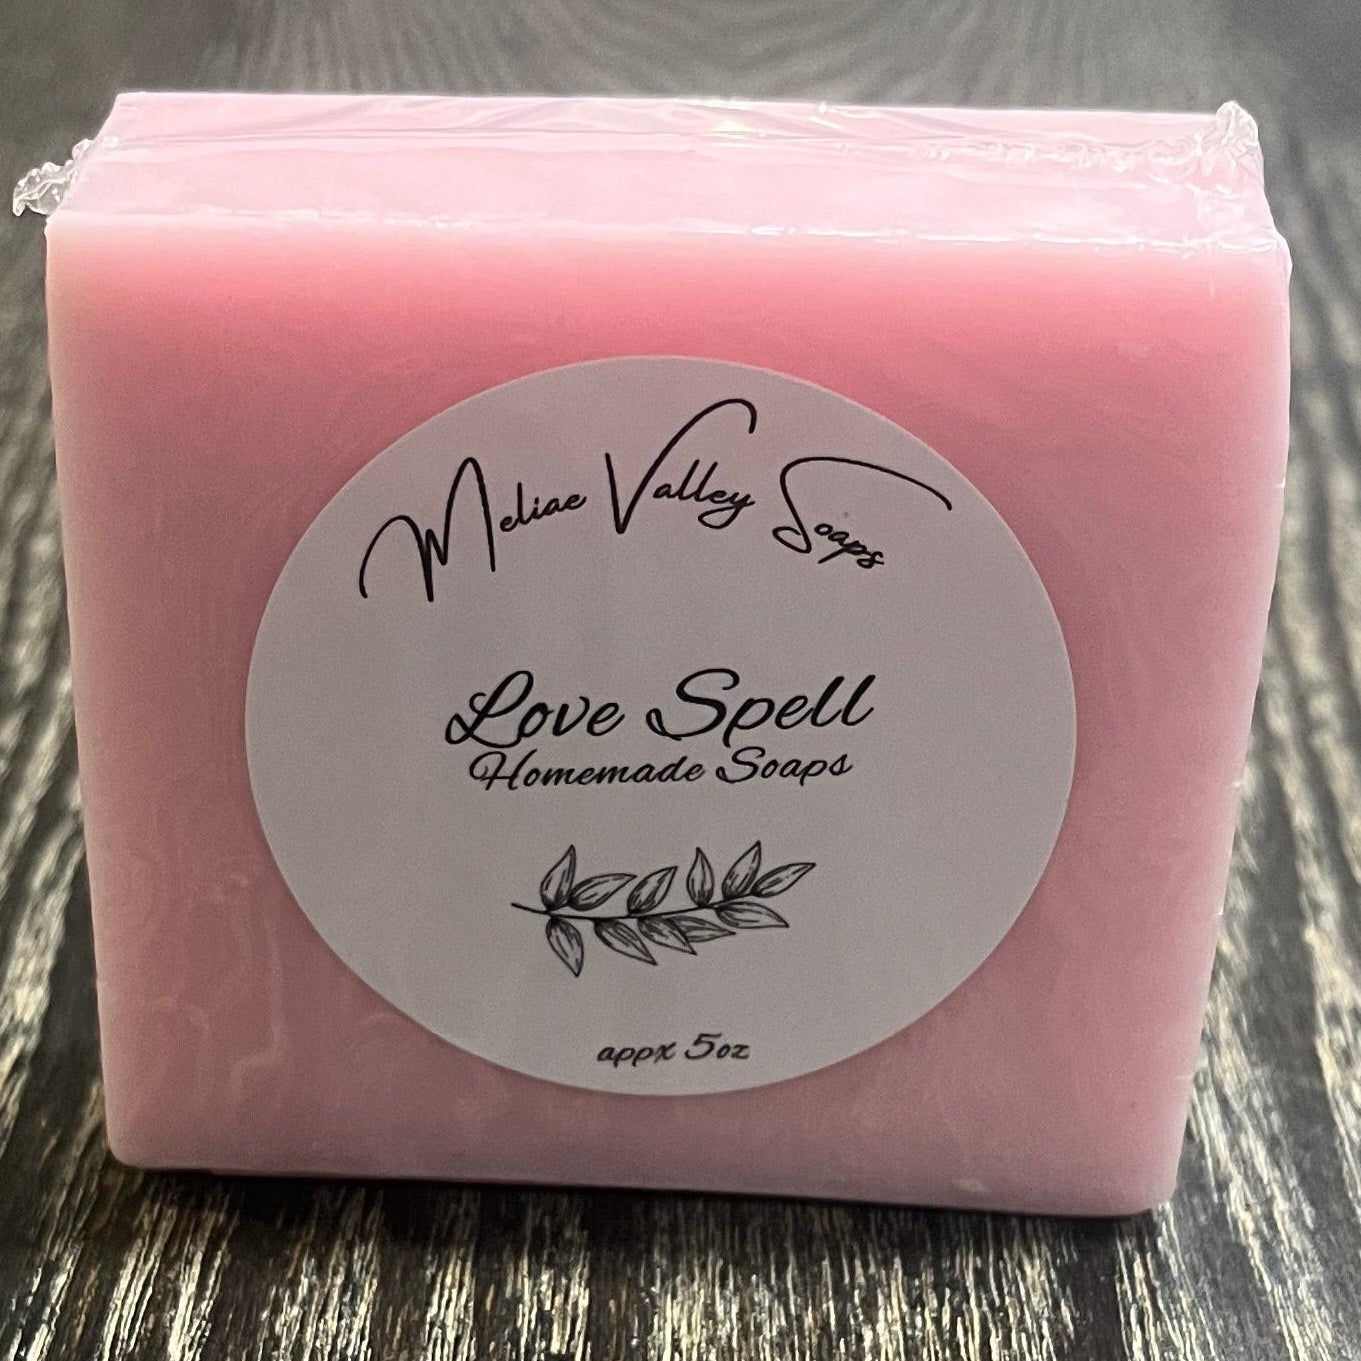 Meliae Valley Soaps
Love Spell
Homemade Soaps
appx 5oz